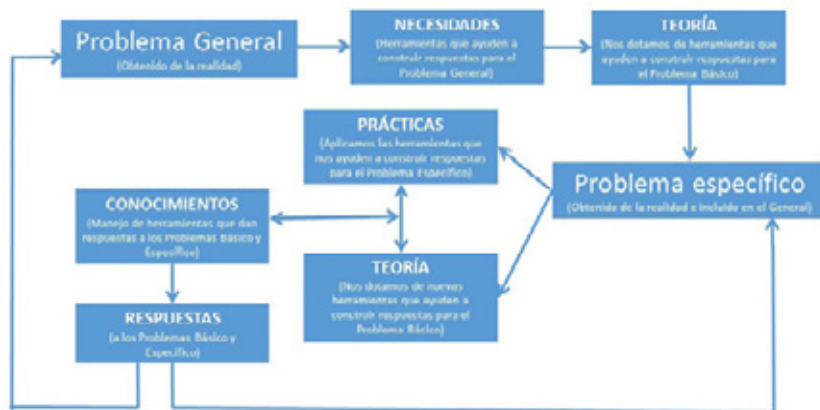 Problema General
(Obtenido de la realidad)
NECESIDADES
(Herramientas que ayuden a
construir respuestas para el
Problema General)
TEORÍA
(Nos dotamos de herramientas que
ayuden a construir respuestas para
el Problema Básico)
PRÁCTICAS
(Aplicamos las herramientas que
nos ayuden a construir respuestas
para el Problema Específico)
Problema específico
(Obtenido de la realidad e incluido en el General)
CONOCIMIENTOS
(Manejo de herramientas que dan
respuestas a los Problemas Básico y
Específico)
TEORÍA
(Nos dotamos de nuevas
herramientas que ayuden a
construir respuestas para el
Problema Básico)
RESPUESTAS
(a los Problemas Básico y
Específico)